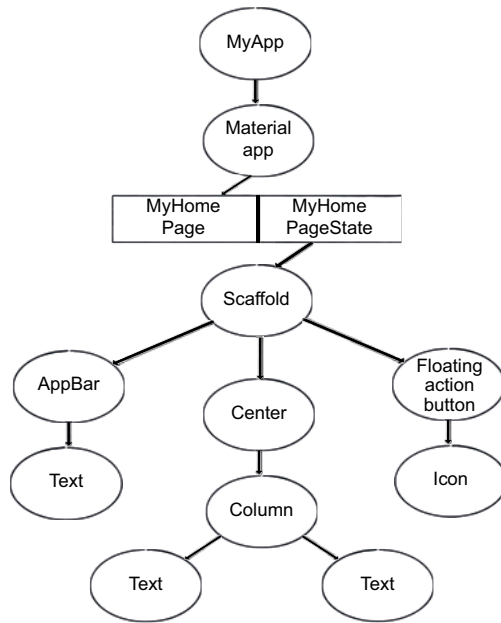 MyApp
Material
app
MyHome
Page
MyHome
PageState
Scaffold
AppBar
Center
Floating
action
button
Text
Column
Icon
Text
Text